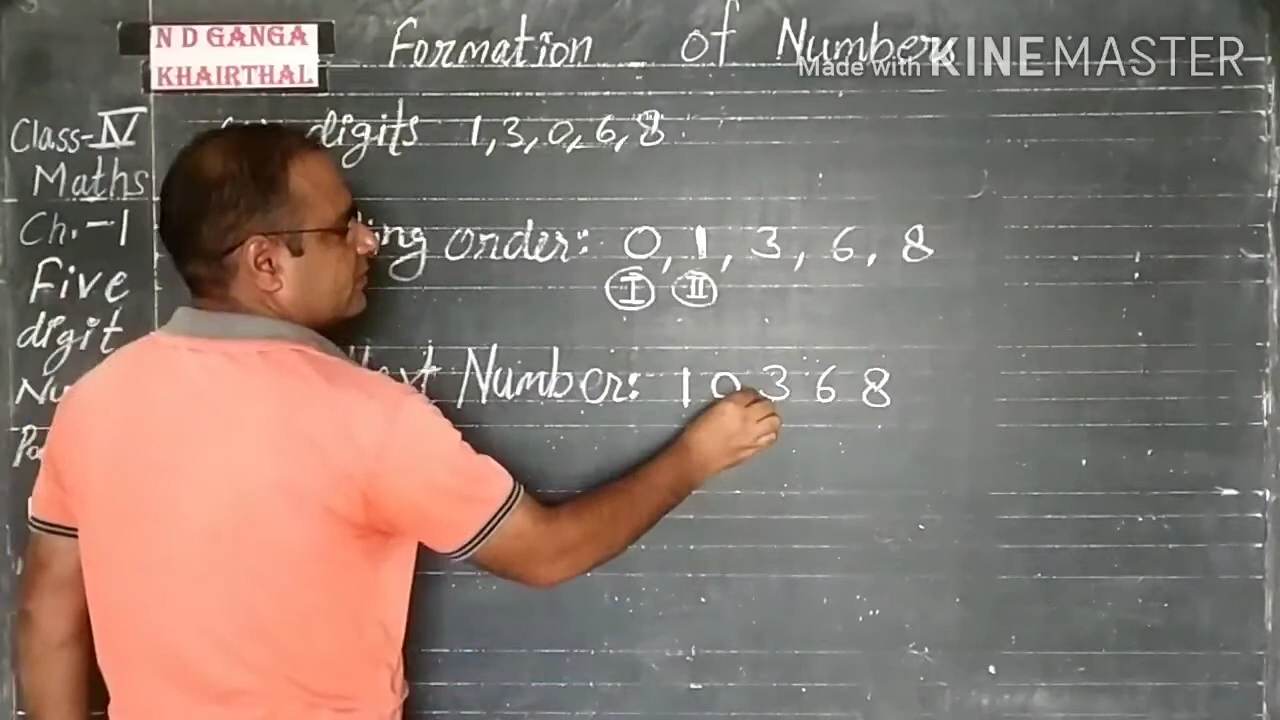 N D GANGA
KHAIRTHAL
Formation of Numbers
Made with KINEMASTER
Class-IV
Maths
Ch.-1
Five
digit
digits 1,3,0,6,8
order: 0, 1, 3, 6, 8
I II
Number: 1 0 3 6 8